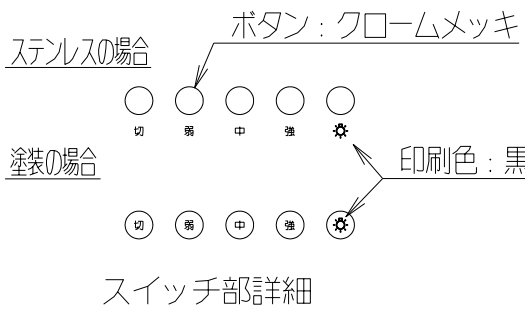 ボタン：クロームメッキ
ステンレスの場合
切 弱 中 強
塗装の場合
印刷色：黒
切 弱 中 強
スイッチ部詳細